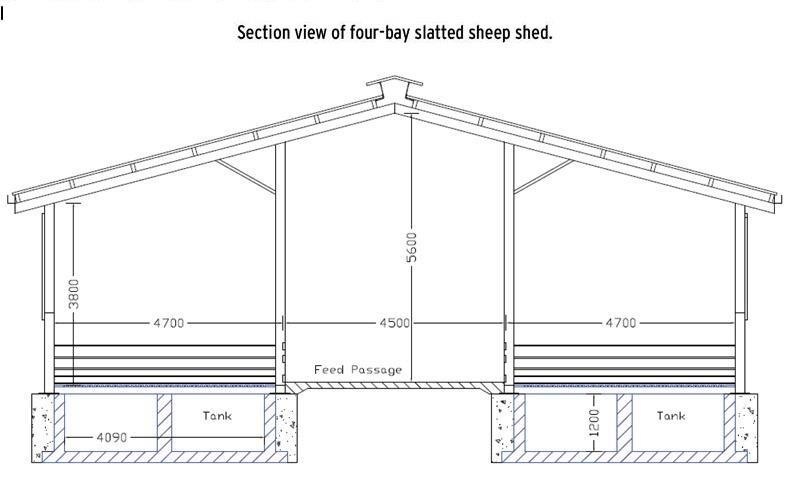 Section view of four-bay slatted sheep shed.
5600
3800
4700
4500
4700
Feed Passage
Tank
4090
1200
Tank